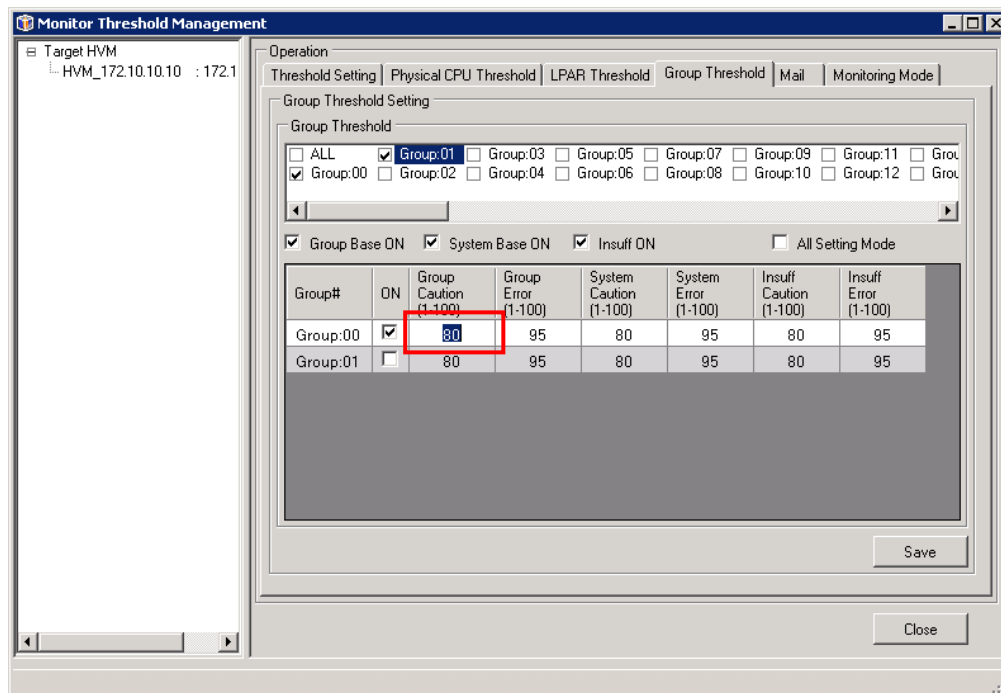 Monitor Threshold Management
Target HVM
HVM_172.10.10.10 : 172.1
Operation
Threshold Setting Physical CPU Threshold LPAR Threshold Group Threshold Mail Monitoring Mode
Group Threshold Setting
Group Threshold
ALL Group:01 Group:03 Group:05 Group:07 Group:09 Group:11 Grou
Group:00 Group:02 Group:04 Group:06 Group:08 Group:10 Group:12 Grou
Group Base ON System Base ON Insuff ON All Setting Mode
Group# ON Group Caution (1-100) Group Error (1-100) System Caution (1-100) System Error (1-100) Insuff Caution (1-100) Insuff Error (1-100)
Group:00 80 95 80 95 80 95
Group:01 80 95 80 95 80 95
Save
Close